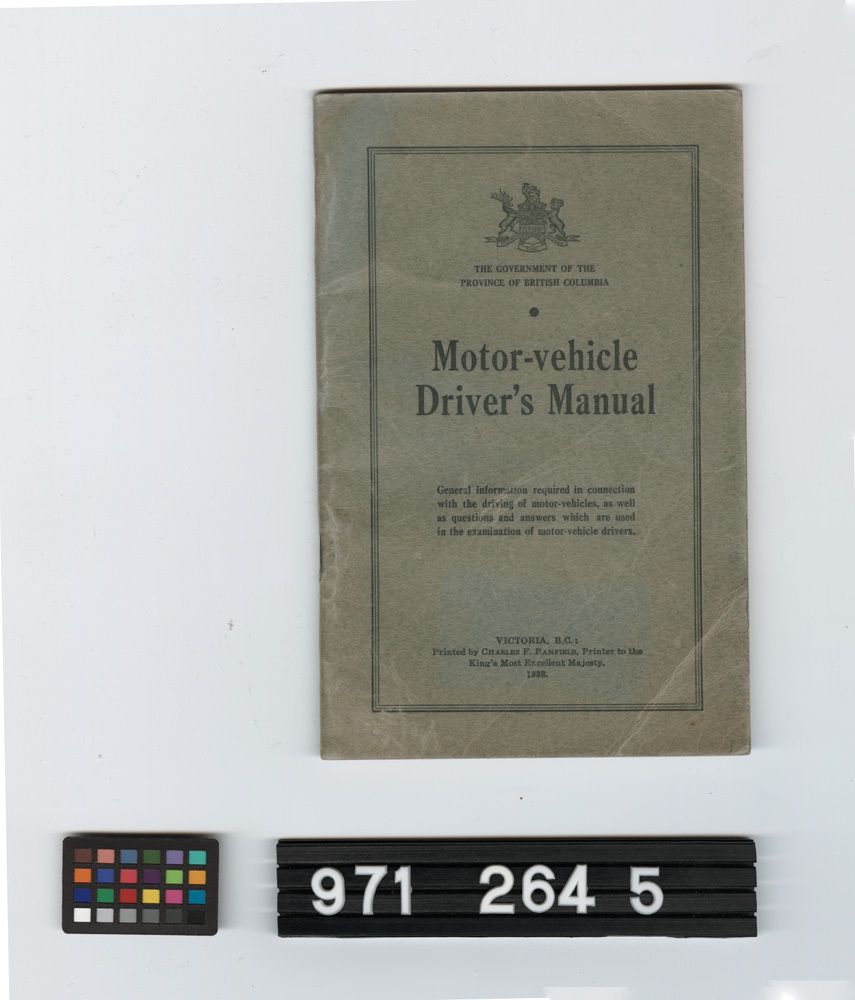 THE GOVERNMENT OF THE
PROVINCE OF BRITISH COLUMBIA
Motor-vehicle
Driver's Manual
General information required in connection
with the driving of motor-vehicles, as well
as questions and answers which are used
in the examination of motor-vehicle drivers.
VICTORIA, B.C.:
Printed by CHARLES F. BANFIELD, Printer to the
King's Most Excellent Majesty.
1938.
971 264 5